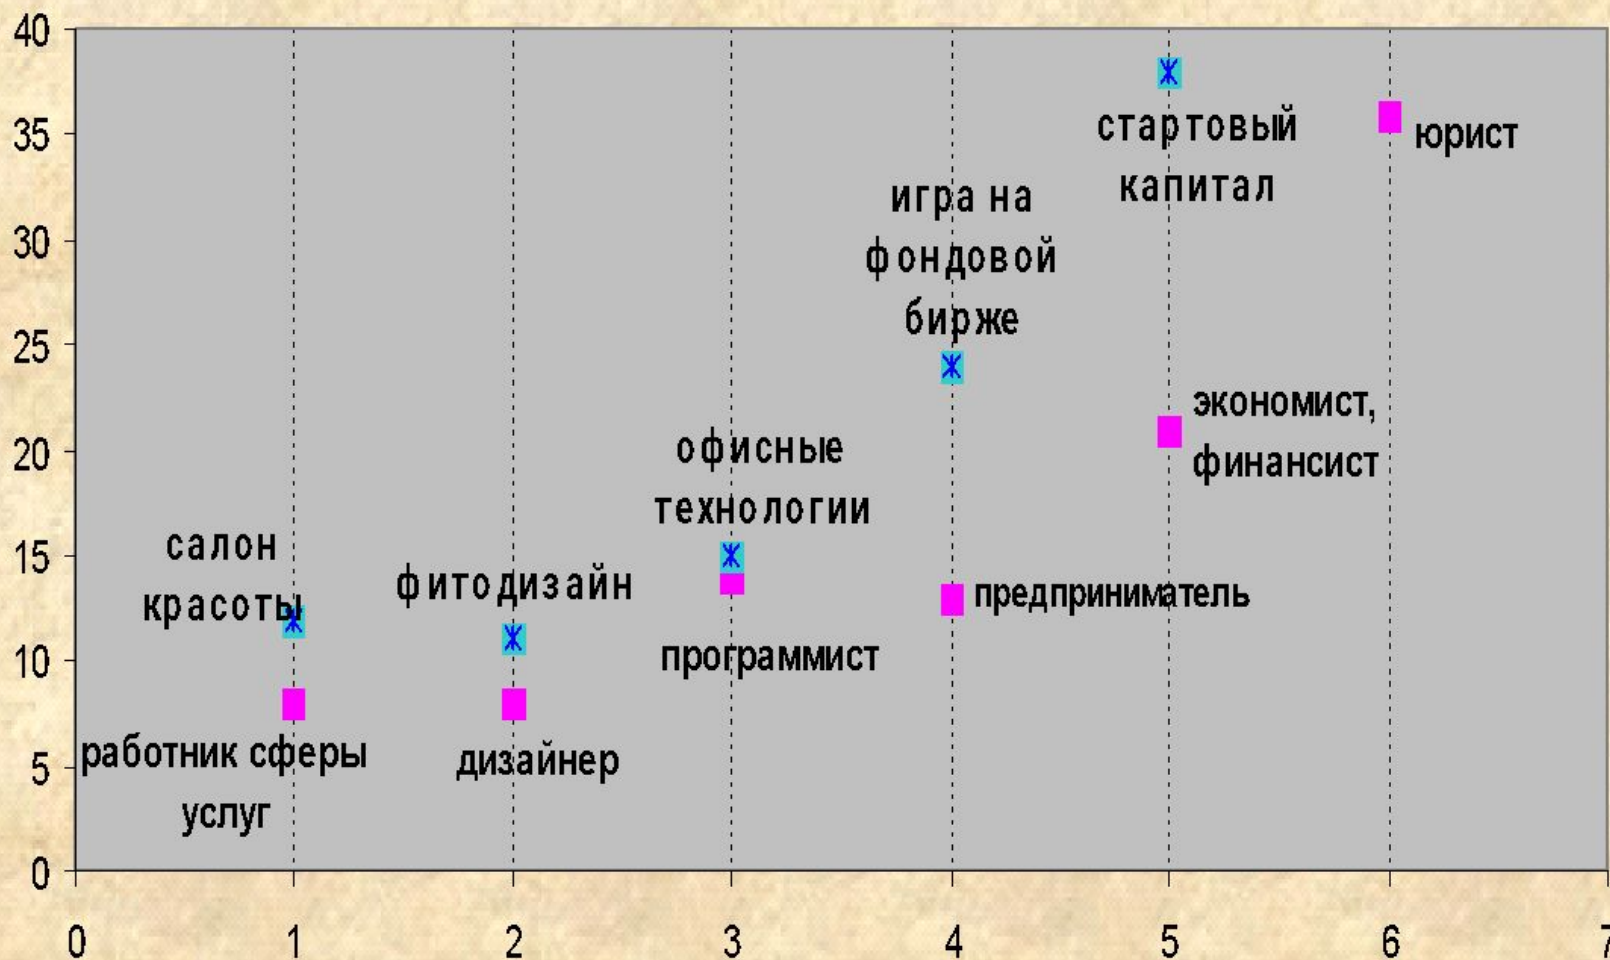 40
35
30
25
20
15
10
5
0
стартовый
капитал
юрист
игра на
фондовой
бирже
экономист,
финансист
офисные
технологии
салон
красоты
фитодизайн
предприниматель
программист
работник сферы
услуг
дизайнер
0 1 2 3 4 5 6 7